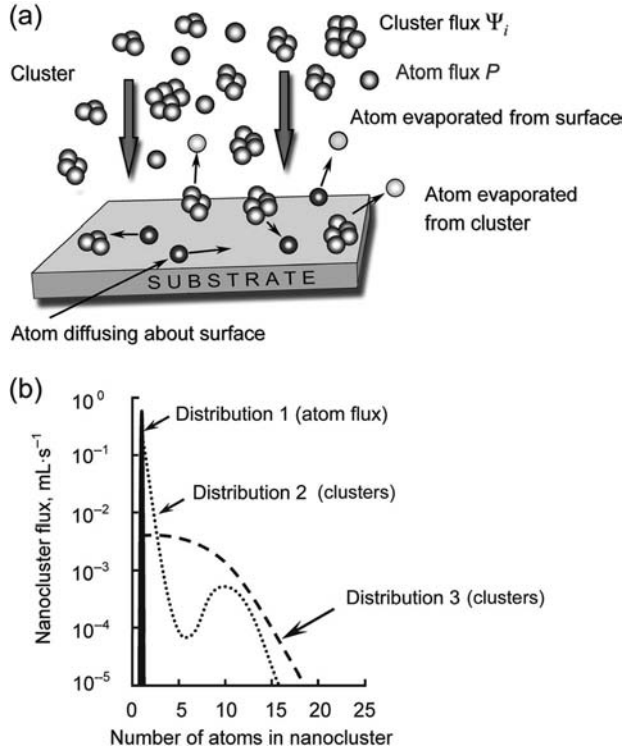 (a)
Cluster flux Ψᵢ
Cluster
Atom flux P
Atom evaporated from surface
Atom evaporated
from cluster
SUBSTRATE
Atom diffusing about surface
(b)
Nanocluster flux, mL·s⁻¹
10⁰
10⁻¹
10⁻²
10⁻³
10⁻⁴
10⁻⁵
Distribution 1 (atom flux)
Distribution 2 (clusters)
Distribution 3 (clusters)
0 5 10 15 20 25
Number of atoms in nanocluster